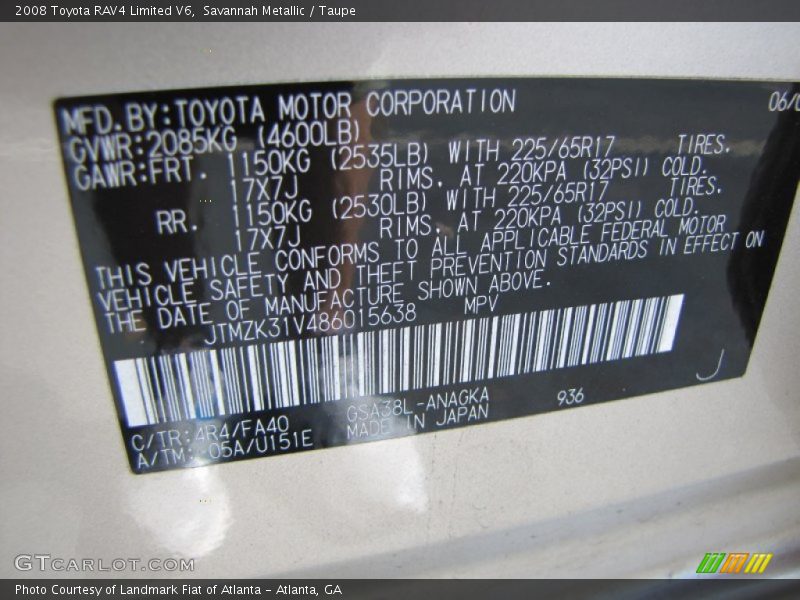 2008 Toyota RAV4 Limited V6, Savannah Metallic / Taupe
MFD.BY:TOYOTA MOTOR CORPORATION
GVWR:2085KG (4600LB)
GAWR:FRT. 1150KG (2535LB) WITH 225/65R17 TIRES.
17X7J RIMS. AT 220KPA (32PSI) COLD.
RR. 1150KG (2530LB) WITH 225/65R17 TIRES.
17X7J RIMS. AT 220KPA (32PSI) COLD.
THIS VEHICLE CONFORMS TO ALL APPLICABLE FEDERAL MOTOR
VEHICLE SAFETY AND THEFT PREVENTION STANDARDS IN EFFECT ON
THE DATE OF MANUFACTURE SHOWN ABOVE.
JTMZK31V486015638 MPV
C/TR:4R4/FA40 GSA38L-ANAGKA 936 J
A/TM: -05A/U151E MADE IN JAPAN
GTCARLOT.COM
Photo Courtesy of Landmark Fiat of Atlanta - Atlanta, GA